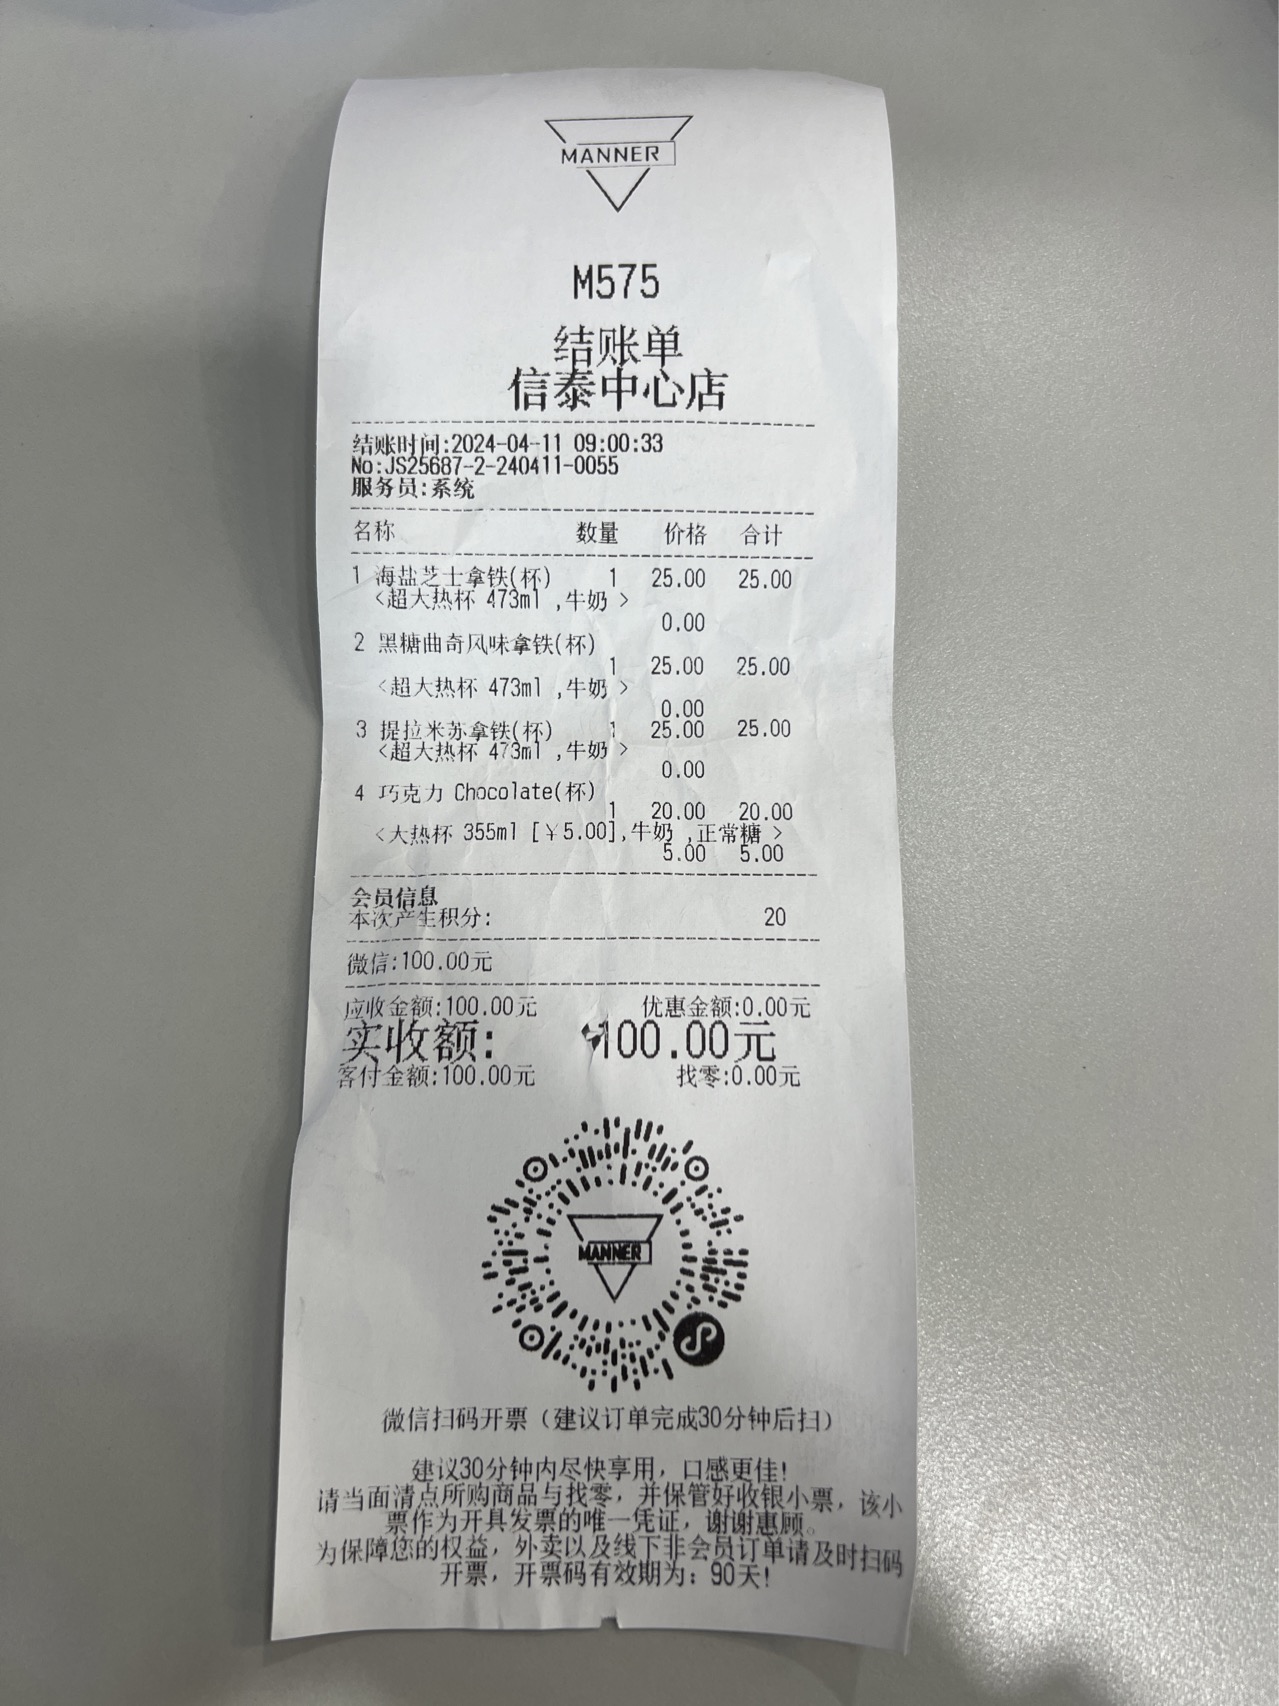 MANNER
M575
结账单
信泰中心店
结账时间:2024-04-11 09:00:33
No:JS25687-2-240411-0055
服务员:系统
名称 数量 价格 合计
1 海盐芝士拿铁(杯) 1 25.00 25.00
<超大热杯 473ml ,牛奶 >
0.00
2 黑糖曲奇风味拿铁(杯)
1 25.00 25.00
<超大热杯 473ml ,牛奶 >
0.00
3 提拉米苏拿铁(杯) 1 25.00 25.00
<超大热杯 473ml ,牛奶 >
0.00
4 巧克力 Chocolate(杯)
1 20.00 20.00
<大热杯 355ml [￥5.00],牛奶 ,正常糖 >
5.00 5.00
会员信息
本次产生积分: 20
微信:100.00元
应收金额:100.00元 优惠金额:0.00元
实收额: 100.00元
客付金额:100.00元 找零:0.00元
MANNER
微信扫码开票（建议订单完成30分钟后扫）
建议30分钟内尽快享用，口感更佳！
请当面清点所购商品与找零，并保管好收银小票，该小
票作为开具发票的唯一凭证，谢谢惠顾。
为保障您的权益，外卖以及线下非会员订单请及时扫码
开票，开票码有效期为：90天！